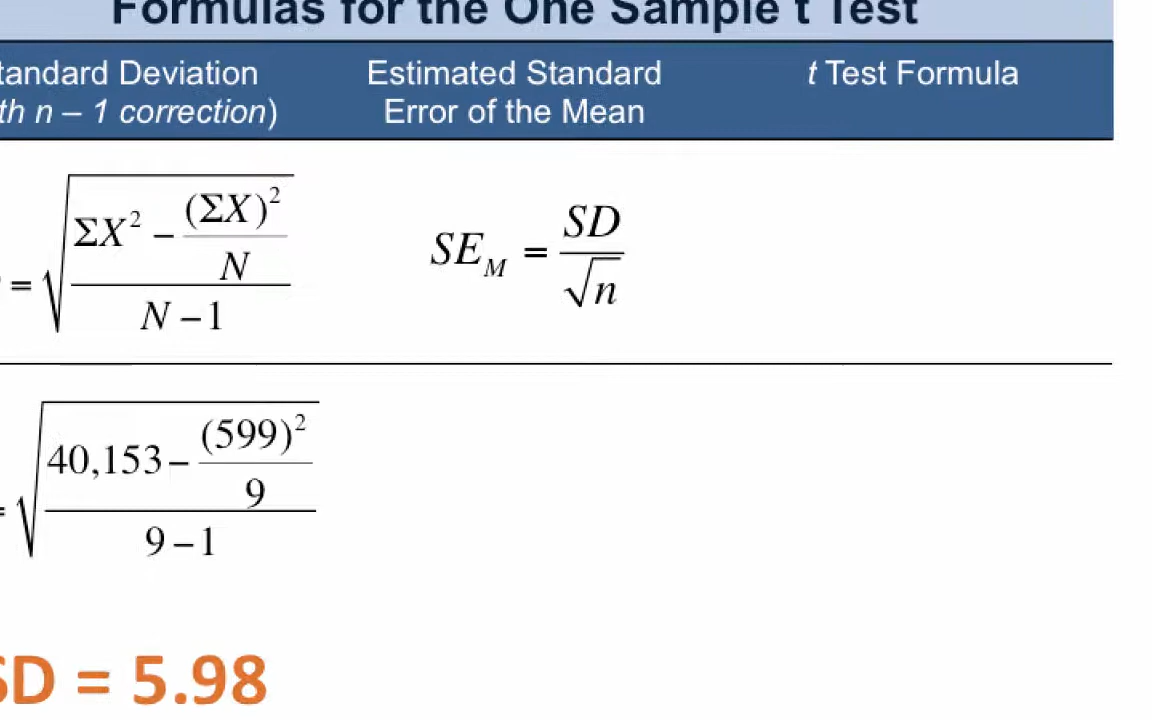 Formulas for the One Sample t Test
tandard Deviation
th n – 1 correction)
Estimated Standard
Error of the Mean
t Test Formula
= √((ΣX² − (ΣX)²/N)/(N − 1))
SE_M = SD/√n
= √((40,153 − (599)²/9)/(9 − 1))
SD = 5.98